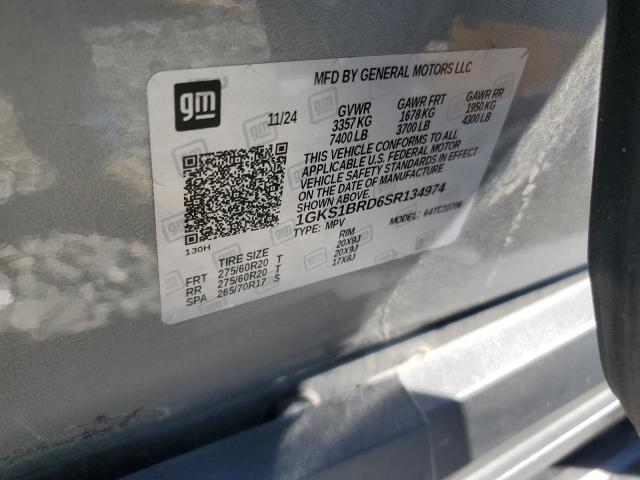 gm
MFD BY GENERAL MOTORS LLC
11/24 GVWR GAWR FRT GAWR RR
3357 KG 1678 KG 1950 KG
7400 LB 3700 LB 4300 LB
THIS VEHICLE CONFORMS TO ALL
APPLICABLE U.S. FEDERAL MOTOR
VEHICLE SAFETY STANDARDS IN EFFECT
ON THE DATE OF MANUFACTURE
SHOWN ABOVE.
1GKS1BRD6SR134974
TYPE: MPV MODEL:
130H
TIRE SIZE RIM
FRT 275/60R20 T 20X9J
RR 275/60R20 T 20X9J
SPA 265/70R17 S 17X8J